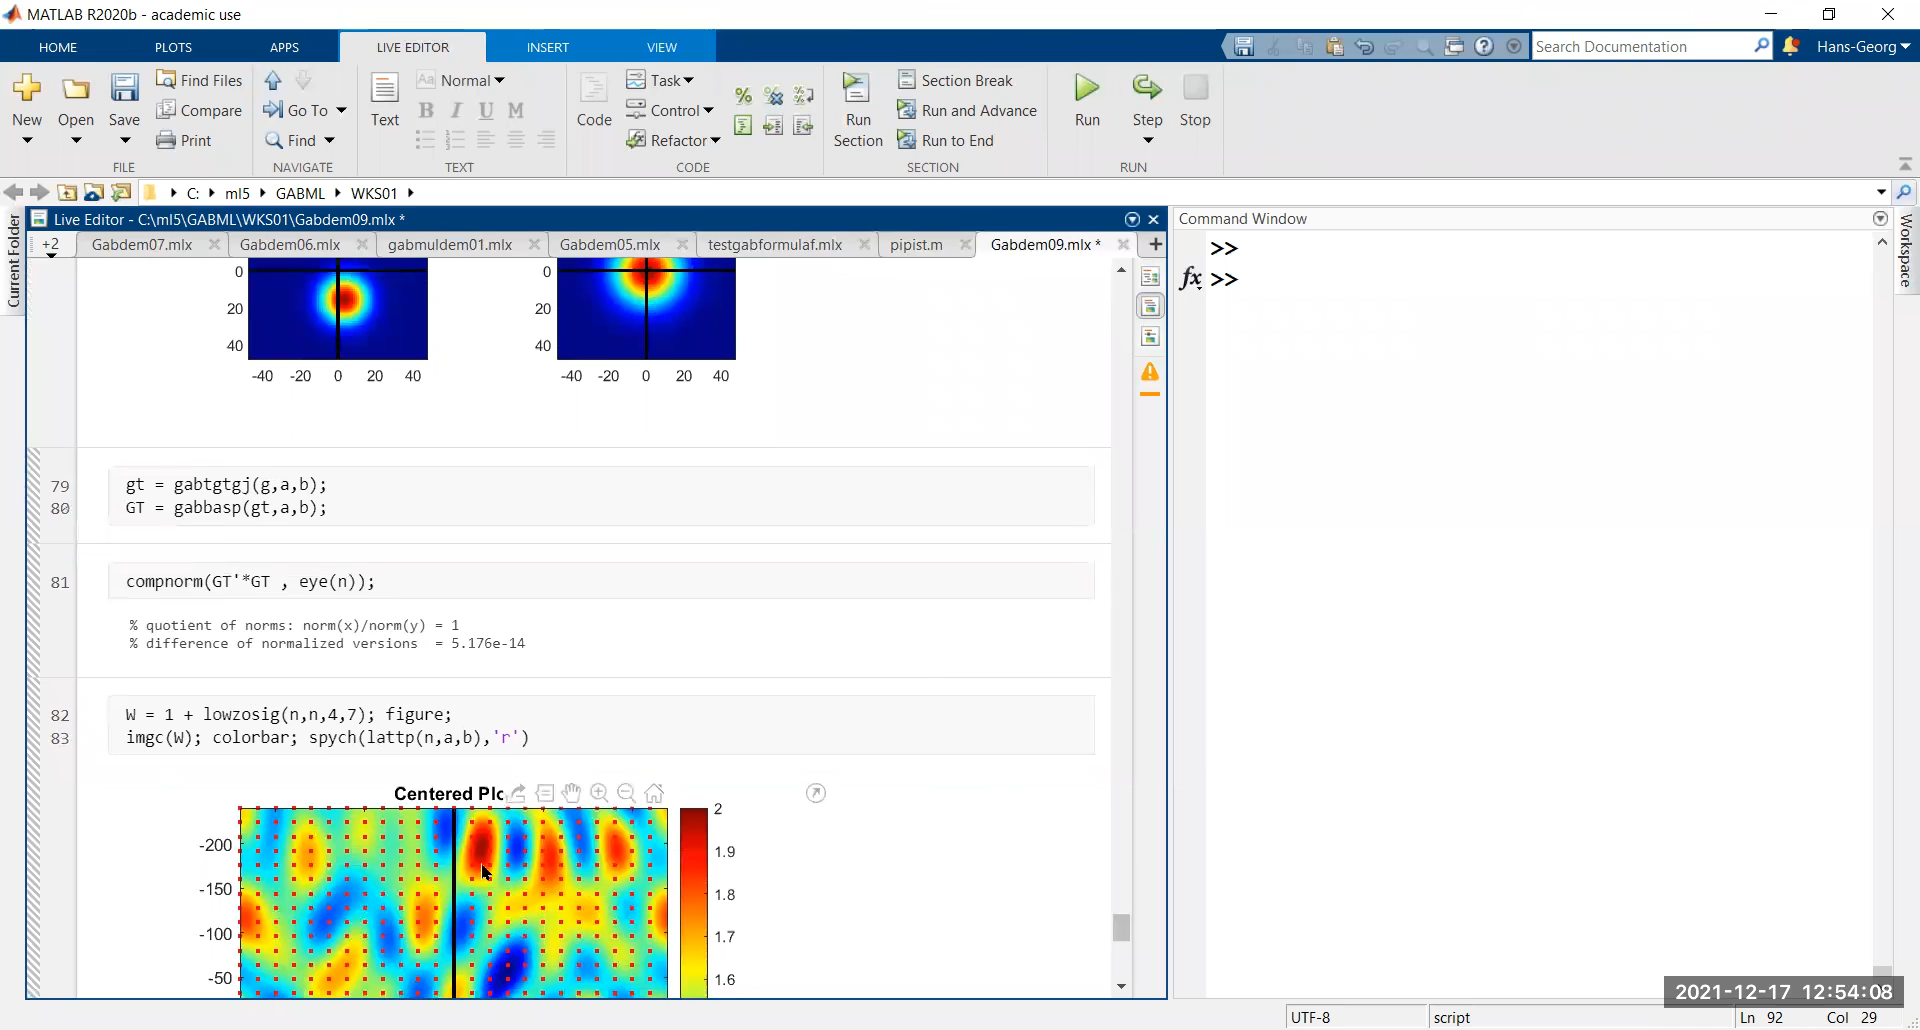 MATLAB R2020b - academic use
HOME PLOTS APPS LIVE EDITOR INSERT VIEW Search Documentation Hans-Georg
New Open Save Find Files Compare Print FILE
Go To Find NAVIGATE
Text Aa Normal B I U M TEXT
Code Task Control Refactor CODE
Run Section Section Break Run and Advance Run to End SECTION
Run Step Stop RUN
C: ml5 GABML WKS01
Current Folder
Live Editor - C:\ml5\GABML\WKS01\Gabdem09.mlx *
+2 Gabdem07.mlx Gabdem06.mlx gabmuldem01.mlx Gabdem05.mlx testgabformulaf.mlx pipist.m Gabdem09.mlx *
0 0
20 20
40 40
-40 -20 0 20 40 -40 -20 0 20 40
79 gt = gabtgtgj(g,a,b);
80 GT = gabbasp(gt,a,b);
81 compnorm(GT'*GT , eye(n));
% quotient of norms: norm(x)/norm(y) = 1
% difference of normalized versions = 5.176e-14
82 W = 1 + lowzosig(n,n,4,7); figure;
83 imgc(W); colorbar; spych(lattp(n,a,b),'r')
Centered Plo
2
-200
1.9
-150
1.8
-100
1.7
-50
1.6
Command Window
>>
fx >>
Workspace
2021-12-17 12:54:08
UTF-8 script Ln 92 Col 29